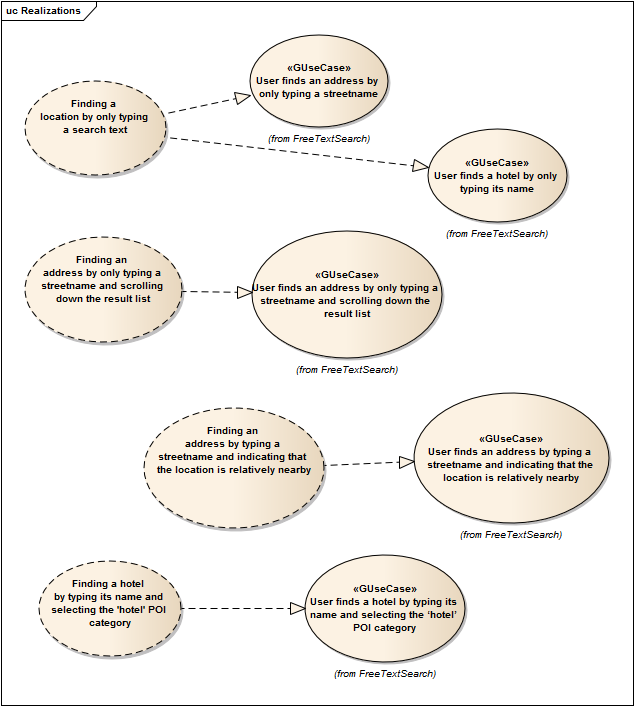 uc Realizations
«GUseCase»
User finds an address by
only typing a streetname
(from FreeTextSearch)
Finding a
location by only typing
a search text
«GUseCase»
User finds a hotel by only
typing its name
(from FreeTextSearch)
Finding an
address by only typing a
streetname and scrolling
down the result list
«GUseCase»
User finds an address by only typing a
streetname and scrolling down the
result list
(from FreeTextSearch)
Finding an
address by typing a
streetname and indicating that
the location is relatively nearby
«GUseCase»
User finds an address by typing a
streetname and indicating that the
location is relatively nearby
(from FreeTextSearch)
Finding a hotel
by typing its name and
selecting the 'hotel' POI
category
«GUseCase»
User finds a hotel by typing its
name and selecting the ‘hotel’
POI category
(from FreeTextSearch)